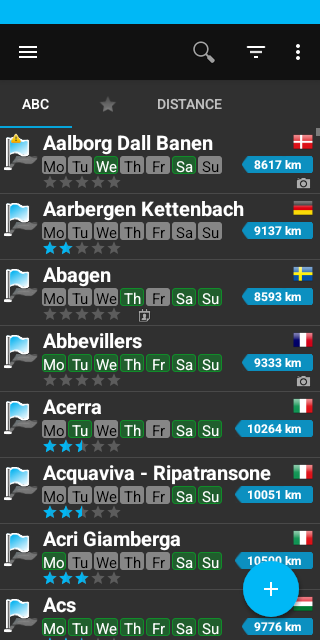 ABC DISTANCE
Aalborg Dall Banen
Mo Tu We Th Fr Sa Su 8617 km
Aarbergen Kettenbach
Mo Tu We Th Fr Sa Su 9137 km
Abagen
Mo Tu We Th Fr Sa Su 8593 km
Abbevillers
Mo Tu We Th Fr Sa Su 9333 km
Acerra
Mo Tu We Th Fr Sa Su 10264 km
Acquaviva - Ripatransone
Mo Tu We Th Fr Sa Su 10051 km
Acri Giamberga
Mo Tu We Th Fr Sa Su km
Acs
Mo Tu We Th Fr Sa Su 9776 km